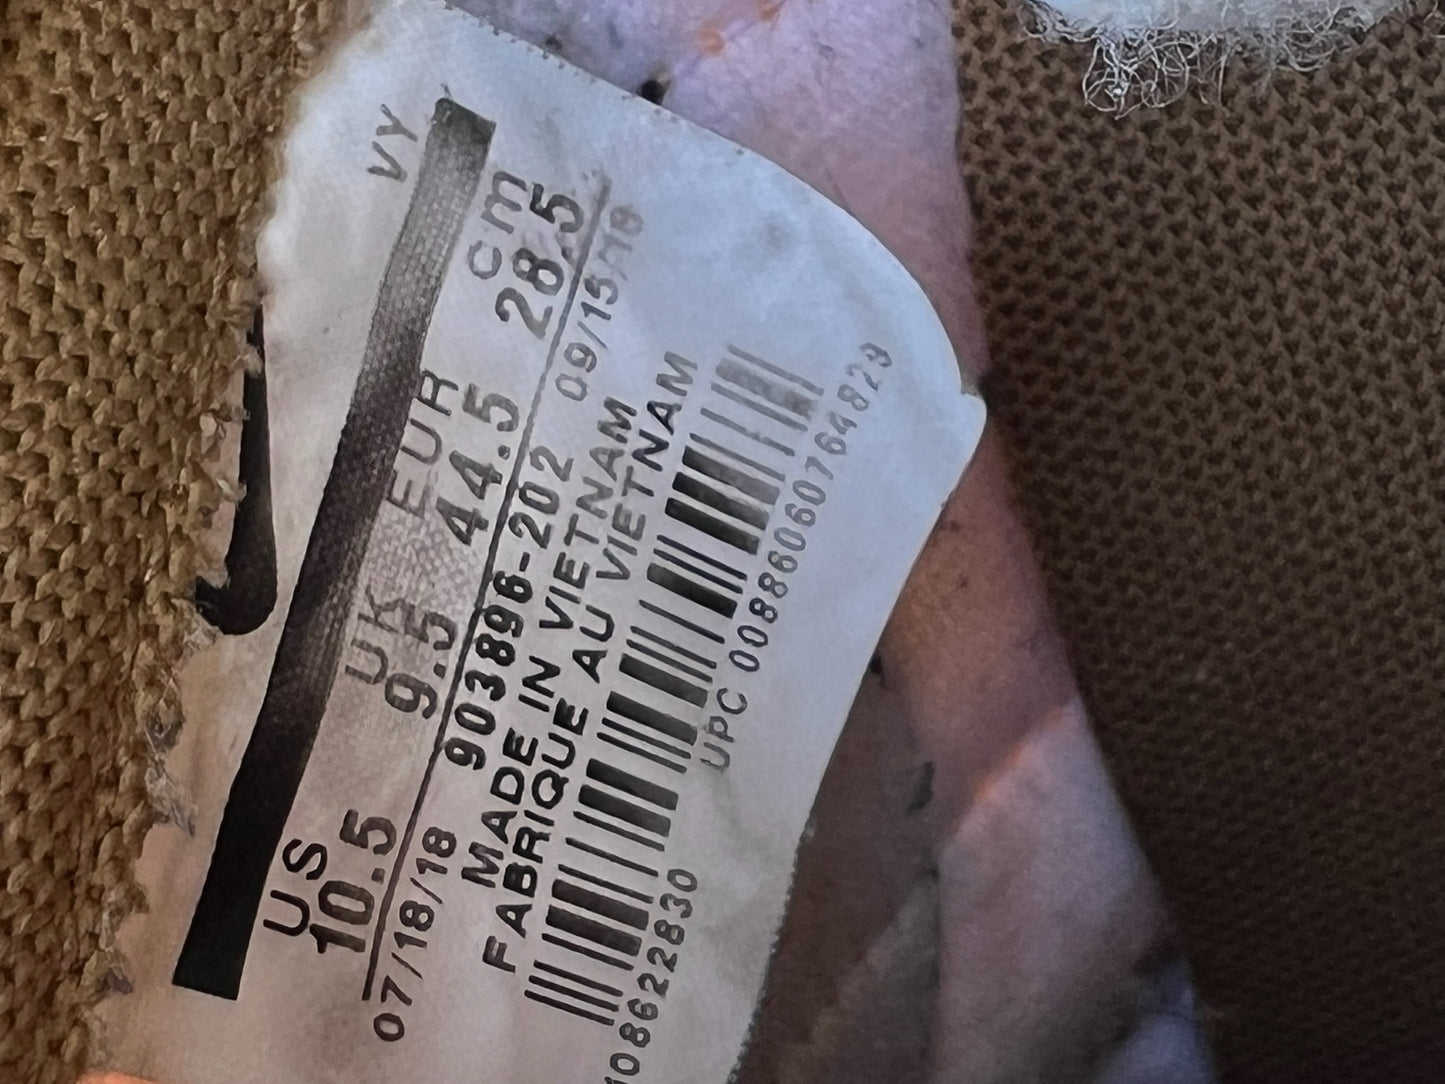 VY
US UK EUR cm
10.5 9.5 44.5 28.5
07/18/18 903896-202 09/15/18
MADE IN VIETNAM
FABRIQUE AU VIETNAM
UPC 00886060764823
108622830